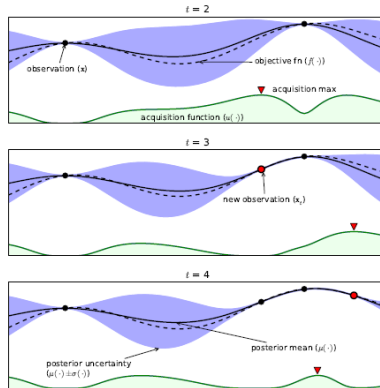 t = 2
observation (x)
objective fn (f(·))
acquisition max
acquisition function (u(·))
t = 3
new observation (xₜ)
t = 4
posterior mean (μ(·))
posterior uncertainty
(μ(·) ±σ(·))